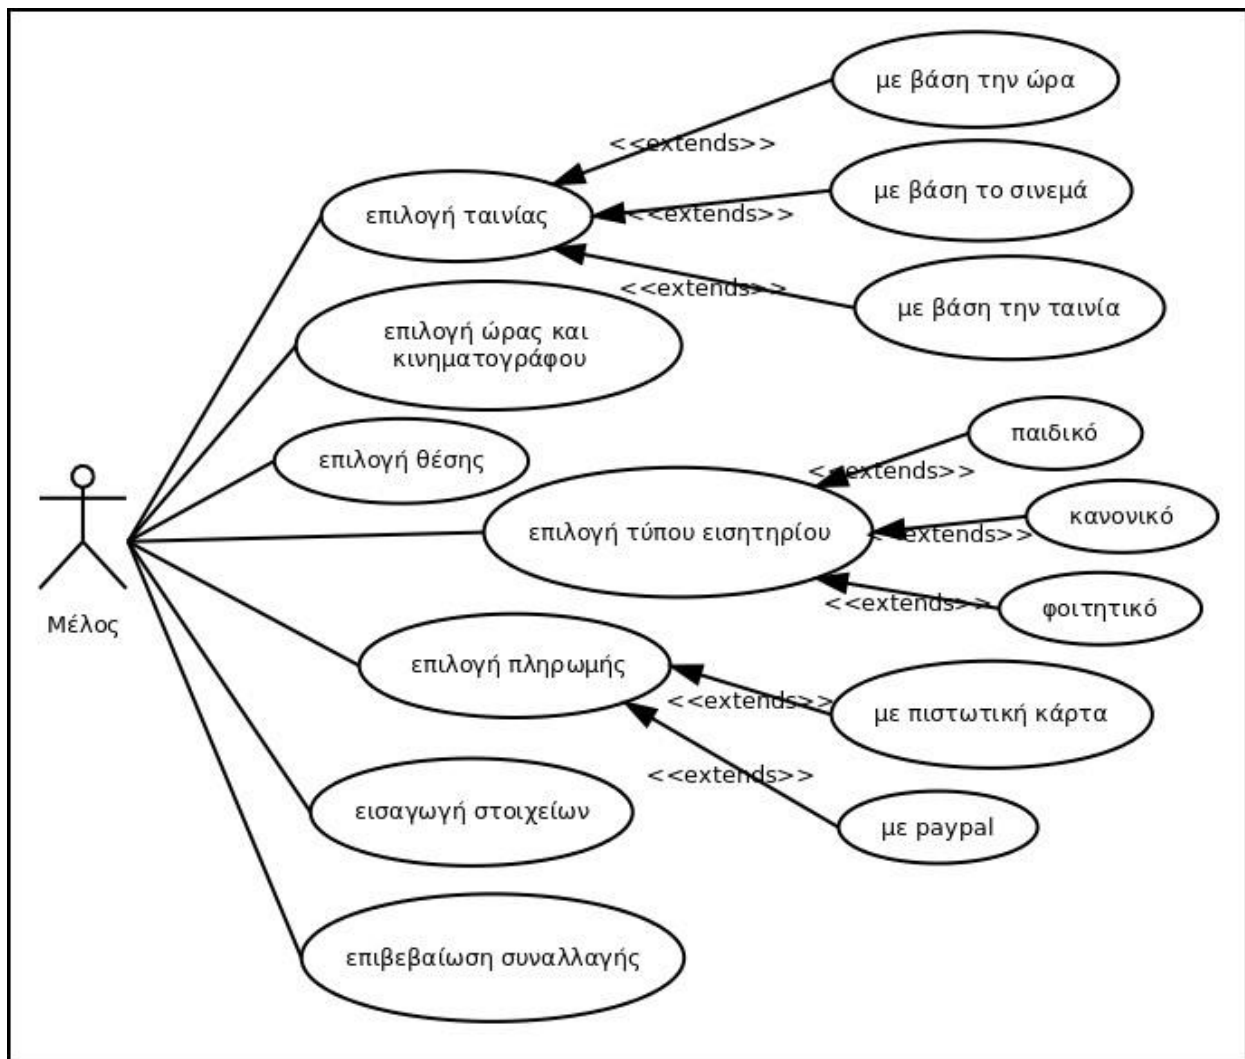 με βάση την ώρα
<<extends>>
με βάση το σινεμά
επιλογή ταινίας
<<extends>>
<<extends>>
με βάση την ταινία
επιλογή ώρας και
κινηματογράφου
παιδικό
επιλογή θέσης
<<extends>>
κανονικό
επιλογή τύπου εισητηρίου
<<extends>>
<<extends>>
φοιτητικό
Μέλος
επιλογή πληρωμής
<<extends>>
με πιστωτική κάρτα
<<extends>>
εισαγωγή στοιχείων
με paypal
επιβεβαίωση συναλλαγής